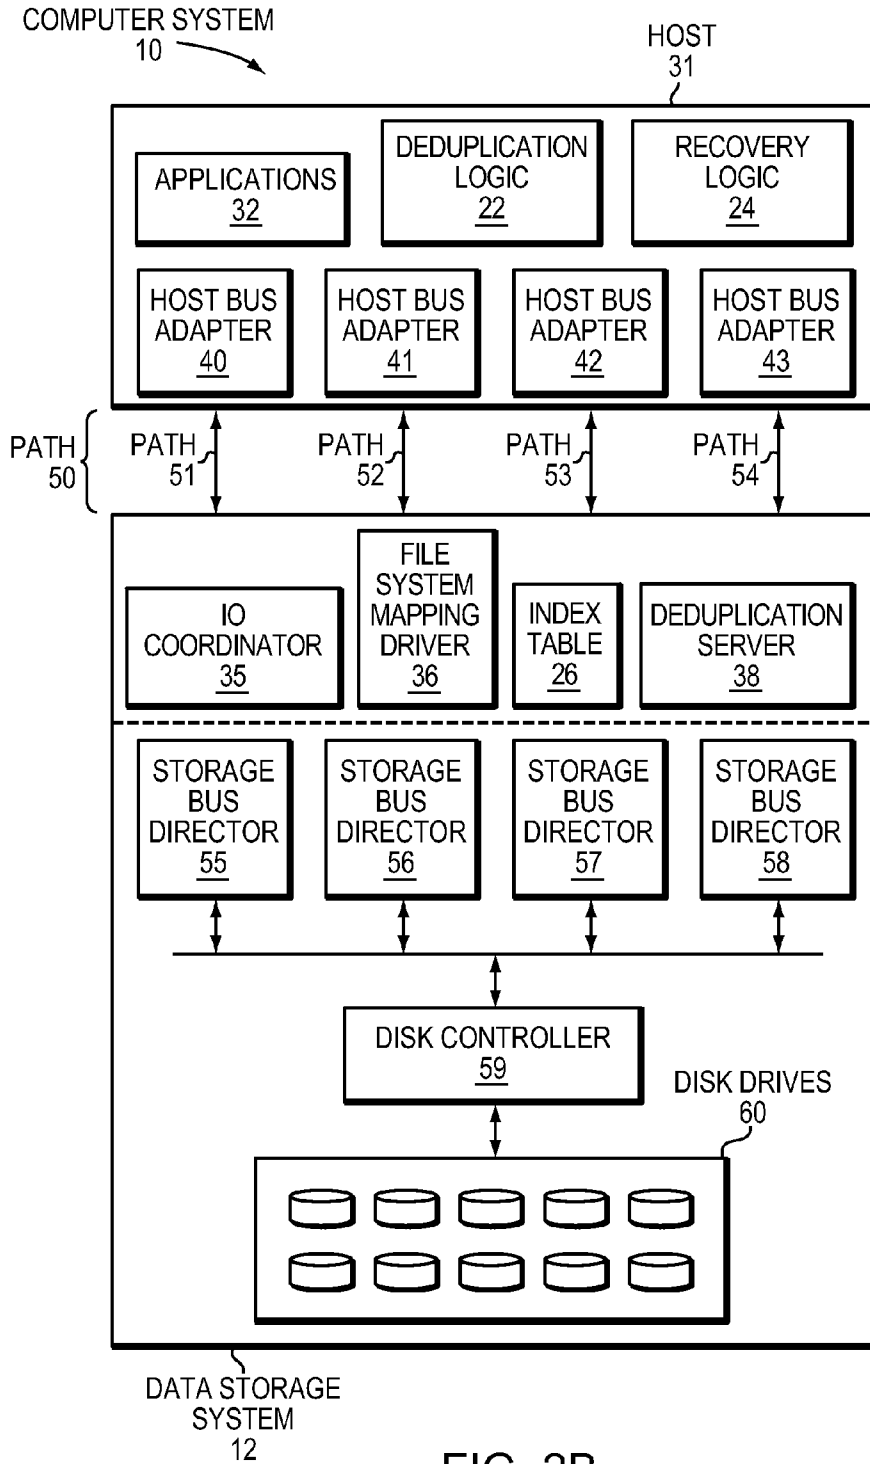 COMPUTER SYSTEM
10
HOST
31
APPLICATIONS
32
DEDUPLICATION
LOGIC
22
RECOVERY
LOGIC
24
HOST BUS
ADAPTER
40
HOST BUS
ADAPTER
41
HOST BUS
ADAPTER
42
HOST BUS
ADAPTER
43
PATH
50
PATH
51
PATH
52
PATH
53
PATH
54
IO
COORDINATOR
35
FILE
SYSTEM
MAPPING
DRIVER
36
INDEX
TABLE
26
DEDUPLICATION
SERVER
38
STORAGE
BUS
DIRECTOR
55
STORAGE
BUS
DIRECTOR
56
STORAGE
BUS
DIRECTOR
57
STORAGE
BUS
DIRECTOR
58
DISK CONTROLLER
59
DISK DRIVES
60
DATA STORAGE
SYSTEM
12